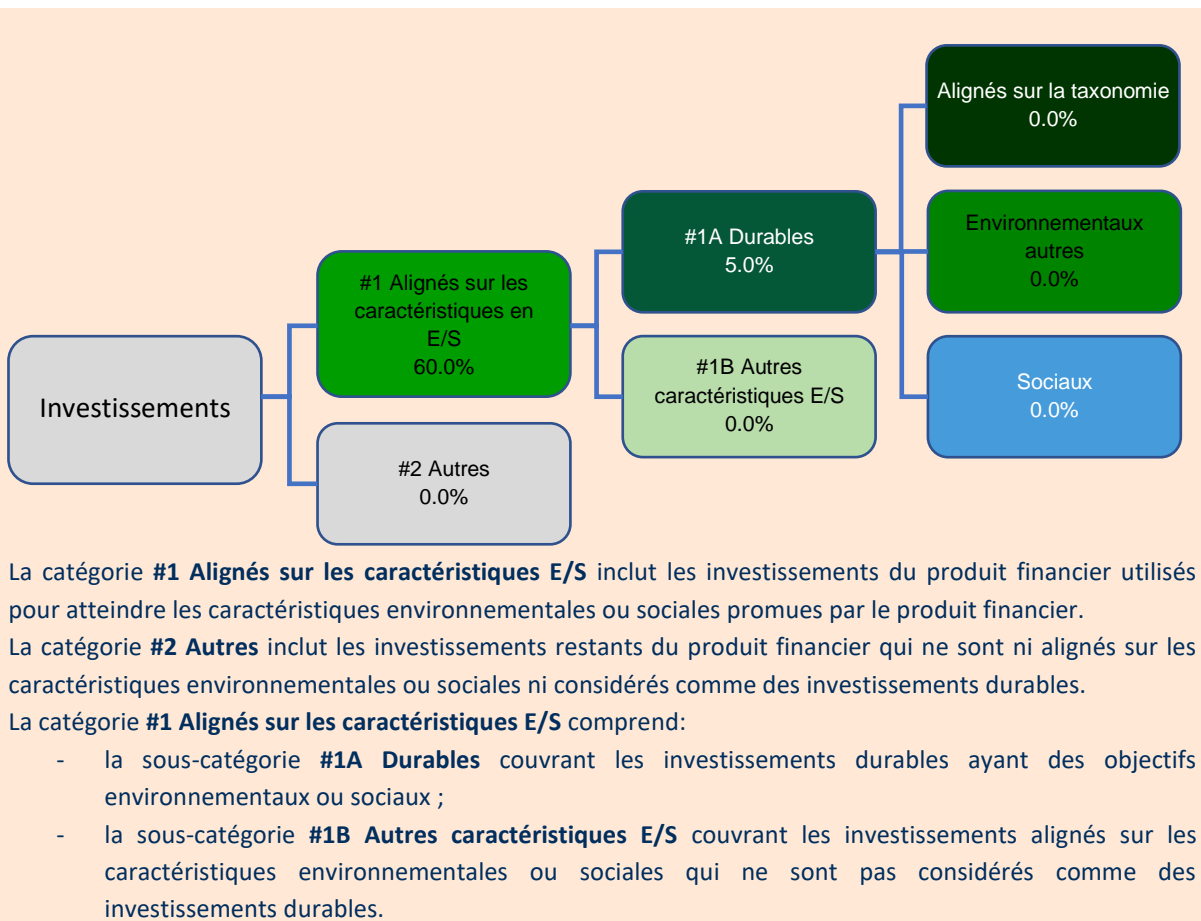 Alignés sur la taxonomie
0.0%
#1A Durables
5.0%
Environnementaux
autres
0.0%
#1 Alignés sur les
caractéristiques en
E/S
60.0%
#1B Autres
caractéristiques E/S
0.0%
Sociaux
0.0%
Investissements
#2 Autres
0.0%
La catégorie #1 Alignés sur les caractéristiques E/S inclut les investissements du produit financier utilisés
pour atteindre les caractéristiques environnementales ou sociales promues par le produit financier.
La catégorie #2 Autres inclut les investissements restants du produit financier qui ne sont ni alignés sur les
caractéristiques environnementales ou sociales ni considérés comme des investissements durables.
La catégorie #1 Alignés sur les caractéristiques E/S comprend:
- la sous-catégorie #1A Durables couvrant les investissements durables ayant des objectifs
environnementaux ou sociaux ;
- la sous-catégorie #1B Autres caractéristiques E/S couvrant les investissements alignés sur les
caractéristiques environnementales ou sociales qui ne sont pas considérés comme des
investissements durables.